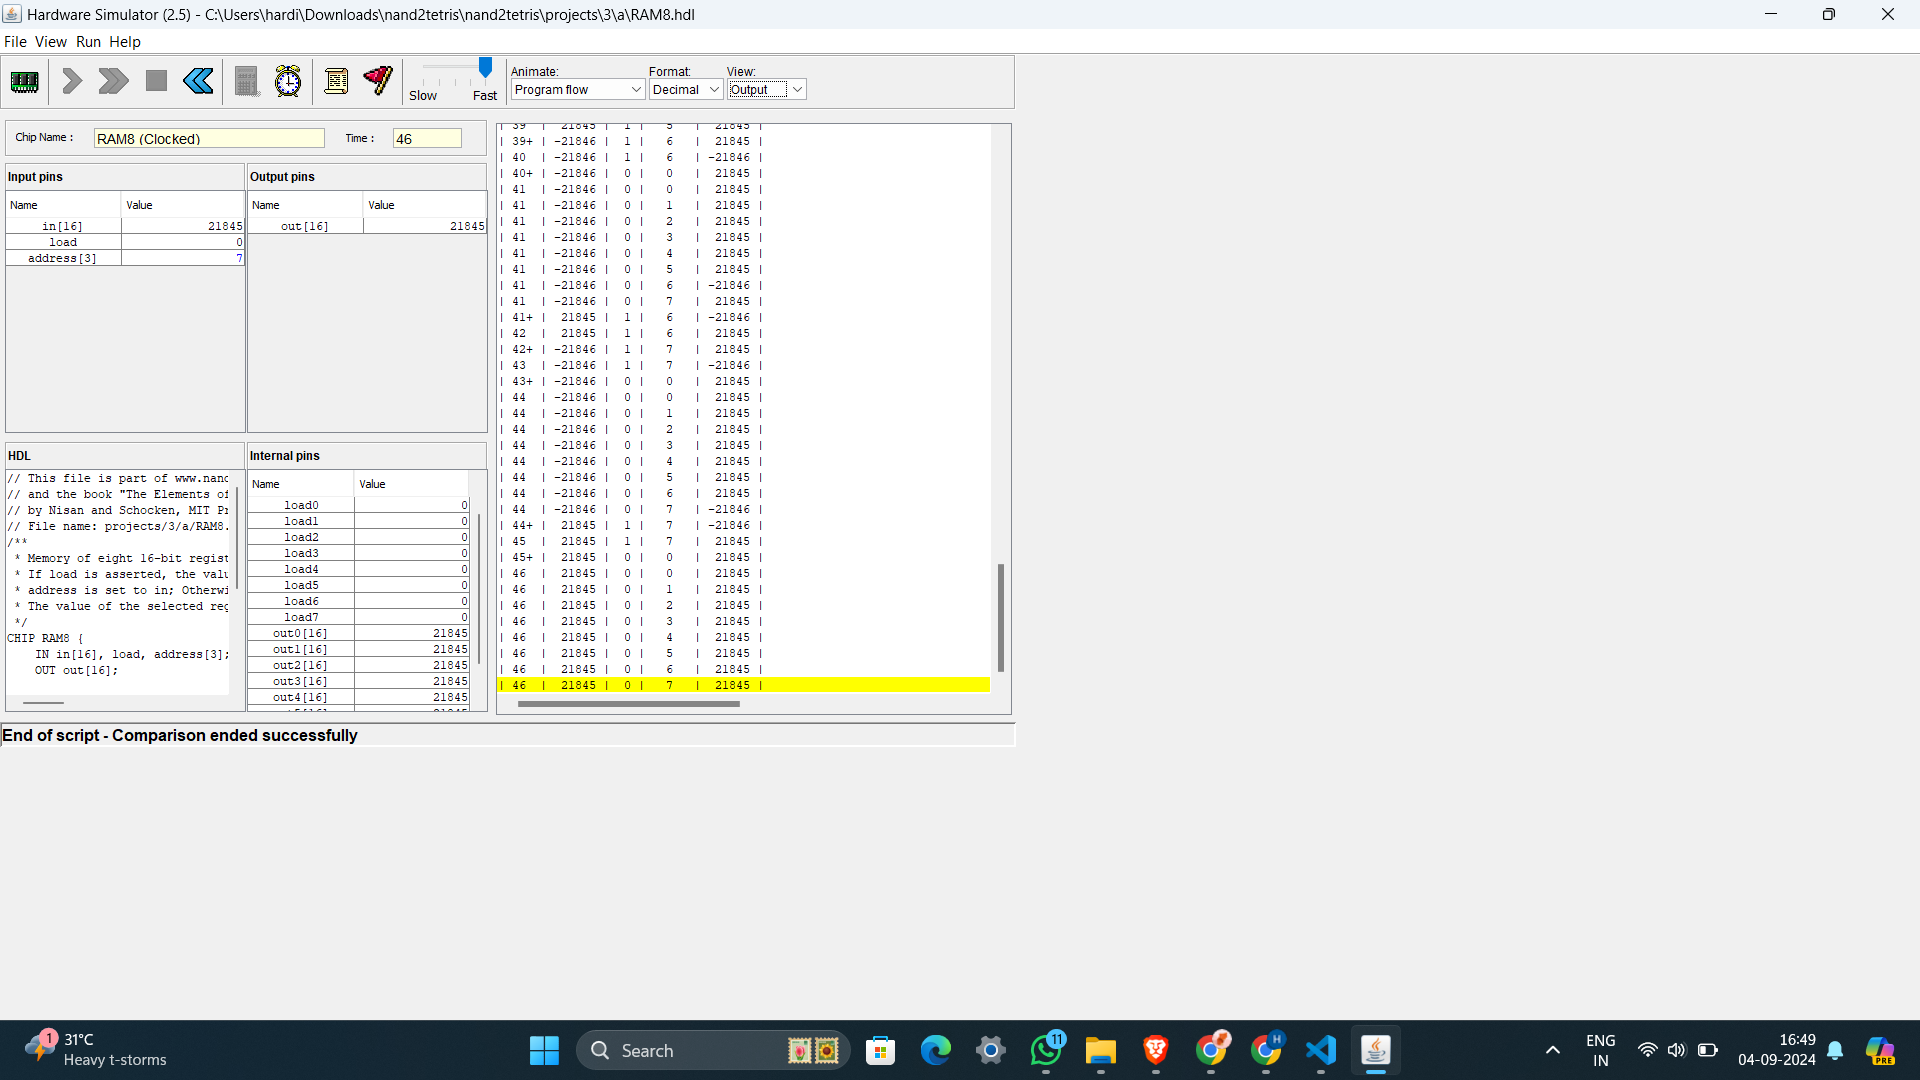 Hardware Simulator (2.5) - C:\Users\hardi\Downloads\nand2tetris\nand2tetris\projects\3\a\RAM8.hdl
File View Run Help
Slow Fast
Animate:
Program flow
Format:
Decimal
View:
Output
Chip Name :
RAM8 (Clocked)
Time :
46
Input pins
Name Value
in[16] 21845
load 0
address[3] 7
Output pins
Name Value
out[16] 21845
HDL
// This file is part of www.nand
// and the book "The Elements of
// by Nisan and Schocken, MIT Pr
// File name: projects/3/a/RAM8.
/**
* Memory of eight 16-bit regist
* If load is asserted, the valu
* address is set to in; Otherwi
* The value of the selected reg
*/
CHIP RAM8 {
IN in[16], load, address[3];
OUT out[16];
Internal pins
Name Value
load0 0
load1 0
load2 0
load3 0
load4 0
load5 0
load6 0
load7 0
out0[16] 21845
out1[16] 21845
out2[16] 21845
out3[16] 21845
out4[16] 21845
| 39 | 21845 | 1 | 5 | 21845 |
| 39+ | -21846 | 1 | 6 | 21845 |
| 40 | -21846 | 1 | 6 | -21846 |
| 40+ | -21846 | 0 | 0 | 21845 |
| 41 | -21846 | 0 | 0 | 21845 |
| 41 | -21846 | 0 | 1 | 21845 |
| 41 | -21846 | 0 | 2 | 21845 |
| 41 | -21846 | 0 | 3 | 21845 |
| 41 | -21846 | 0 | 4 | 21845 |
| 41 | -21846 | 0 | 5 | 21845 |
| 41 | -21846 | 0 | 6 | -21846 |
| 41 | -21846 | 0 | 7 | 21845 |
| 41+ | 21845 | 1 | 6 | -21846 |
| 42 | 21845 | 1 | 6 | 21845 |
| 42+ | -21846 | 1 | 7 | 21845 |
| 43 | -21846 | 1 | 7 | -21846 |
| 43+ | -21846 | 0 | 0 | 21845 |
| 44 | -21846 | 0 | 0 | 21845 |
| 44 | -21846 | 0 | 1 | 21845 |
| 44 | -21846 | 0 | 2 | 21845 |
| 44 | -21846 | 0 | 3 | 21845 |
| 44 | -21846 | 0 | 4 | 21845 |
| 44 | -21846 | 0 | 5 | 21845 |
| 44 | -21846 | 0 | 6 | 21845 |
| 44 | -21846 | 0 | 7 | -21846 |
| 44+ | 21845 | 1 | 7 | -21846 |
| 45 | 21845 | 1 | 7 | 21845 |
| 45+ | 21845 | 0 | 0 | 21845 |
| 46 | 21845 | 0 | 0 | 21845 |
| 46 | 21845 | 0 | 1 | 21845 |
| 46 | 21845 | 0 | 2 | 21845 |
| 46 | 21845 | 0 | 3 | 21845 |
| 46 | 21845 | 0 | 4 | 21845 |
| 46 | 21845 | 0 | 5 | 21845 |
| 46 | 21845 | 0 | 6 | 21845 |
| 46 | 21845 | 0 | 7 | 21845 |
End of script - Comparison ended successfully
1
31°C
Heavy t-storms
Search
11
H
ENG
IN
16:49
04-09-2024
PRE